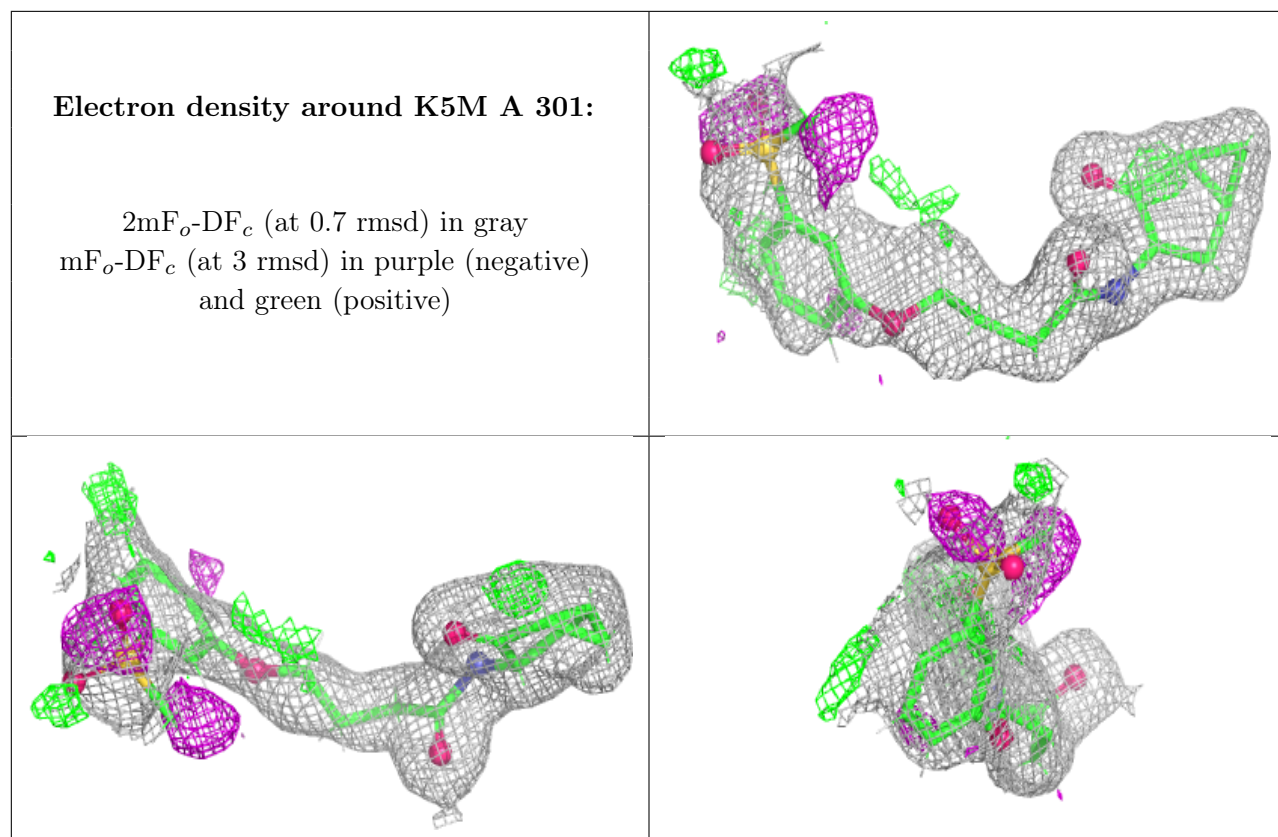 Electron density around K5M A 301:
2mFo-DFc (at 0.7 rmsd) in gray
mFo-DFc (at 3 rmsd) in purple (negative)
and green (positive)